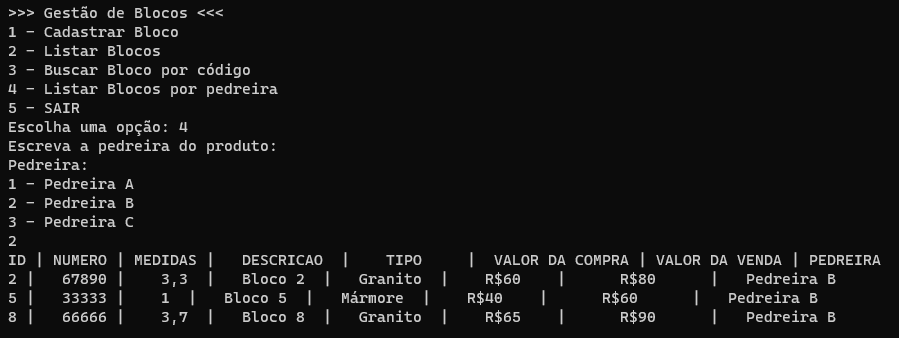 >>> Gestão de Blocos <<<
1 - Cadastrar Bloco
2 - Listar Blocos
3 - Buscar Bloco por código
4 - Listar Blocos por pedreira
5 - SAIR
Escolha uma opção: 4
Escreva a pedreira do produto:
Pedreira:
1 - Pedreira A
2 - Pedreira B
3 - Pedreira C
2
ID | NUMERO | MEDIDAS |   DESCRICAO  |    TIPO     |  VALOR DA COMPRA | VALOR DA VENDA | PEDREIRA
2 |   67890 |    3,3  |   Bloco 2  |   Granito  |    R$60    |      R$80      |   Pedreira B
5 |   33333 |    1  |   Bloco 5  |   Mármore  |    R$40    |      R$60      |   Pedreira B
8 |   66666 |    3,7  |   Bloco 8  |   Granito  |    R$65    |      R$90      |   Pedreira B